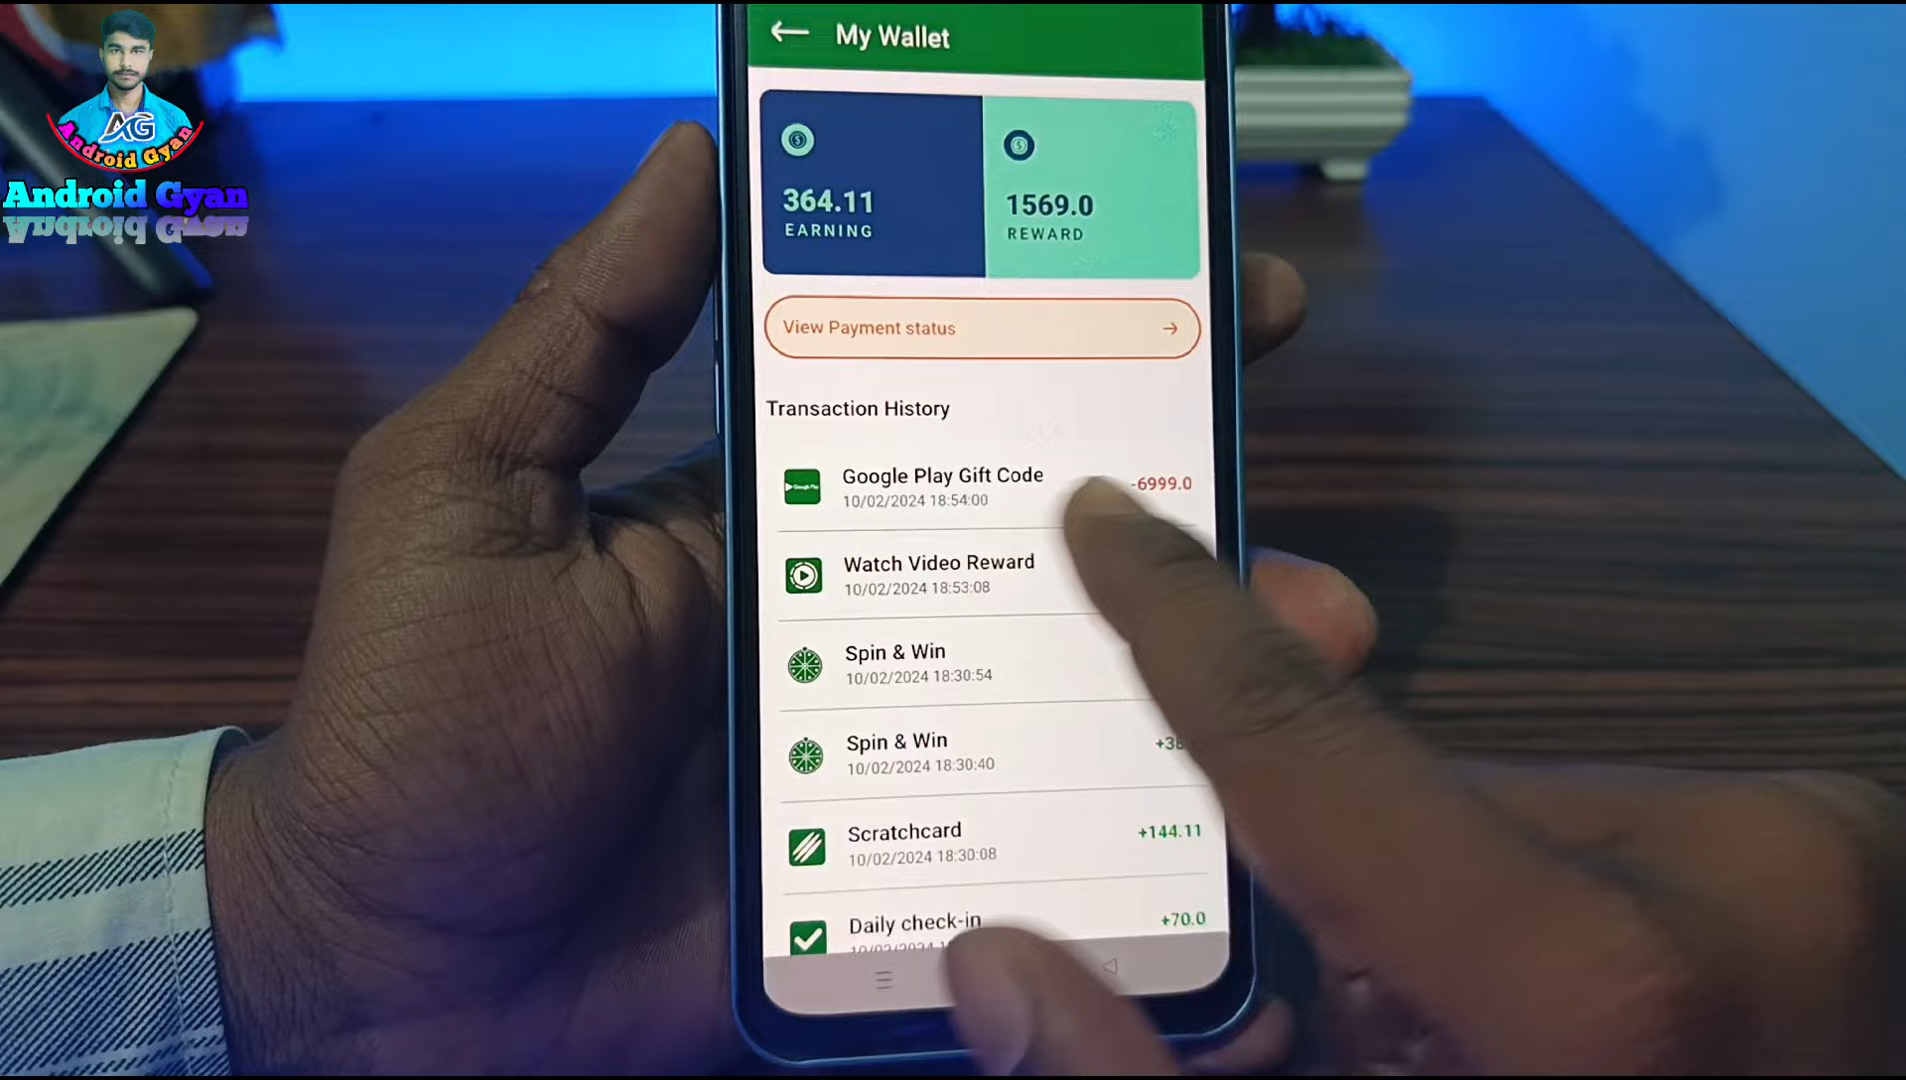 AG
Android Gyan
Android Gyan
My Wallet
364.11
EARNING
1569.0
REWARD
View Payment status
Transaction History
Google Play Gift Code
-6999.0
10/02/2024 18:54:00
Watch Video Reward
10/02/2024 18:53:08
Spin & Win
10/02/2024 18:30:54
Spin & Win
10/02/2024 18:30:40
Scratchcard
+144.11
10/02/2024 18:30:08
Daily check-in
+70.0